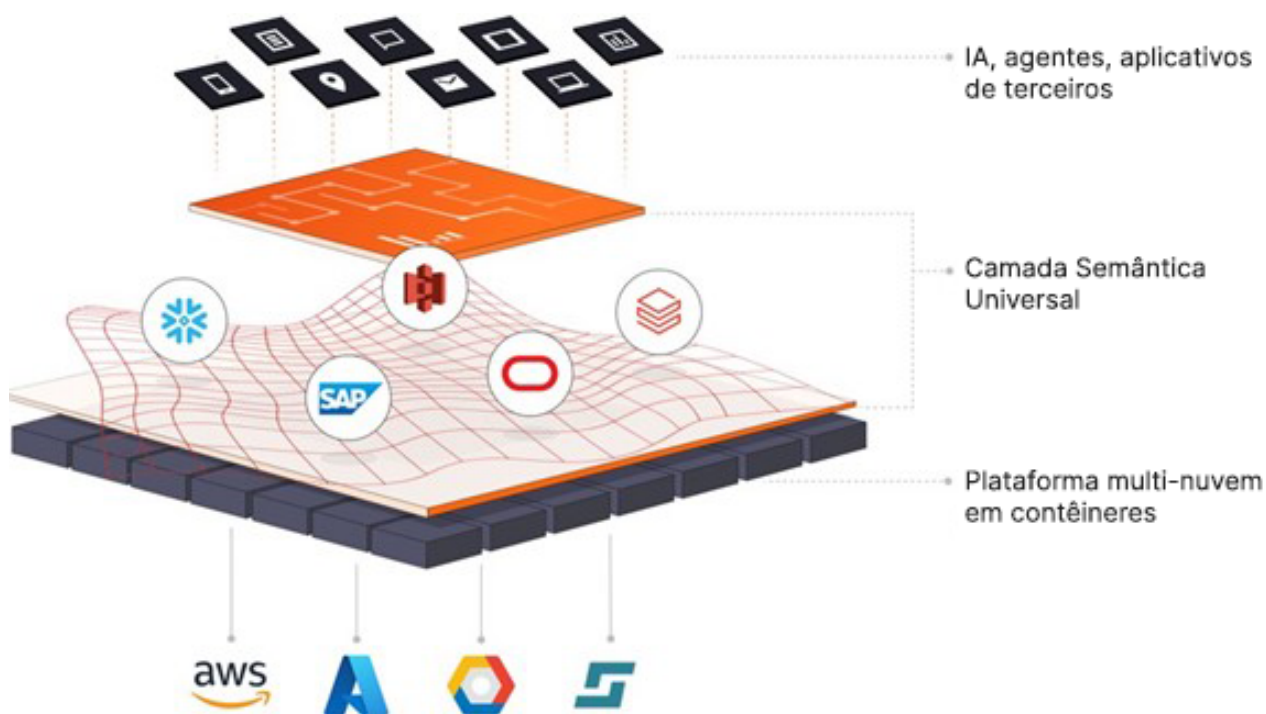 IA, agentes, aplicativos
de terceiros
Camada Semântica
Universal
SAP
Plataforma multi-nuvem
em contêineres
aws